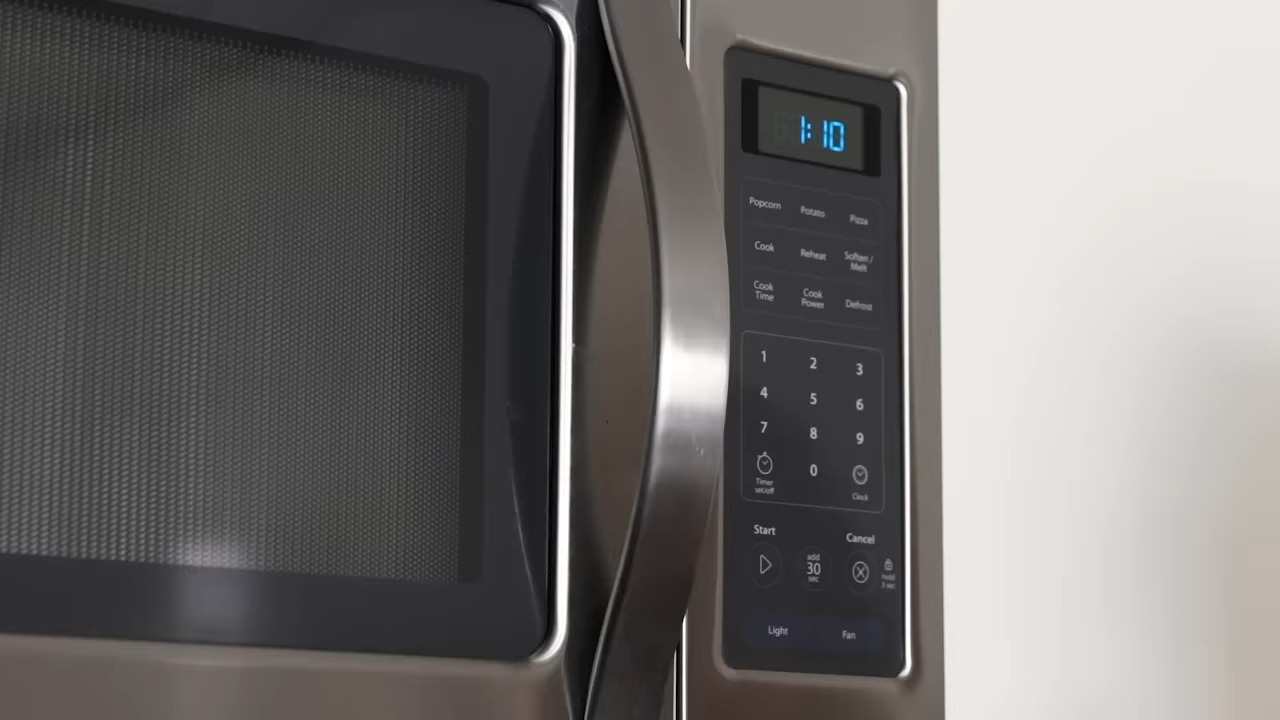 1:10
Popcorn Potato Pizza
Cook Reheat Soften /
Melt
Cook Cook Defrost
Time Power
1 2 3
4 5 6
7 8 9
0
Timer Clock
set/off
Start Cancel
add
30
sec
hold
3 sec
Light Fan